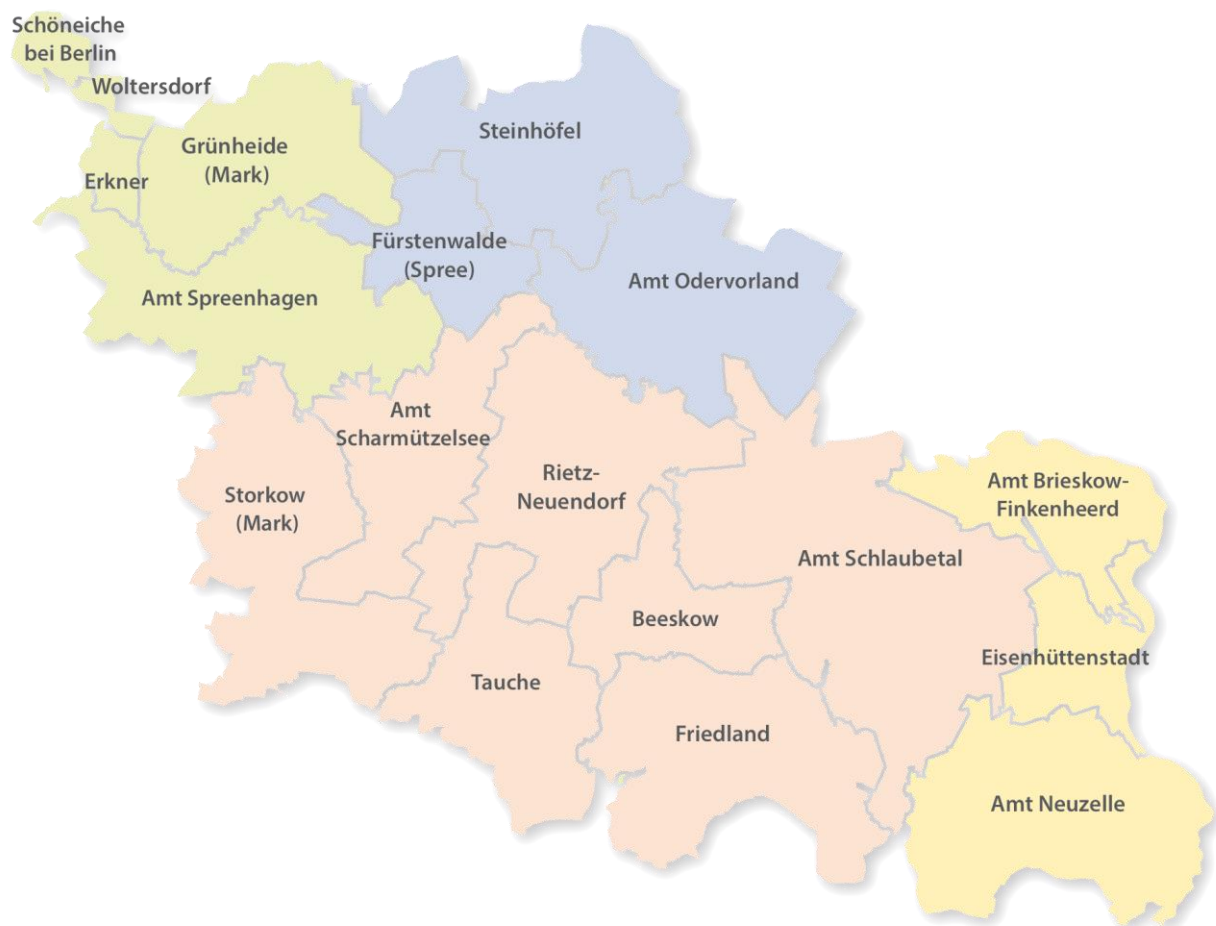 Schöneiche
bei Berlin
Woltersdorf
Grünheide
(Mark)
Erkner
Steinhöfel
Fürstenwalde
(Spree)
Amt Odervorland
Amt Spreenhagen
Amt
Scharmützelsee
Rietz-
Neuendorf
Storkow
(Mark)
Amt Brieskow-
Finkenheerd
Amt Schlaubetal
Beeskow
Eisenhüttenstadt
Tauche
Friedland
Amt Neuzelle